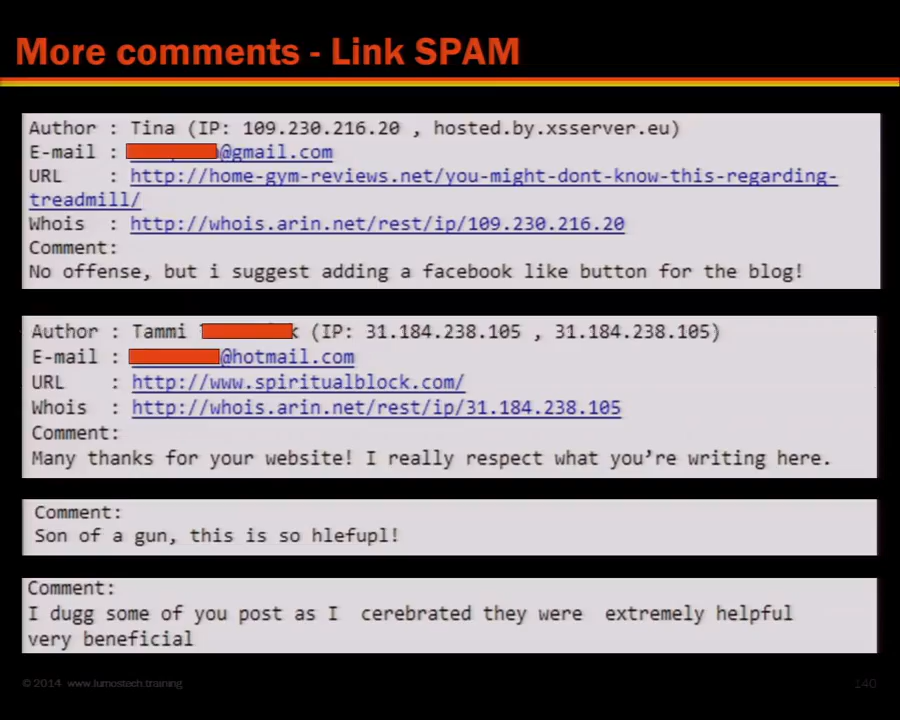 More comments - Link SPAM
Author : Tina (IP: 109.230.216.20 , hosted.by.xsserver.eu)
E-mail : @gmail.com
URL : http://home-gym-reviews.net/you-might-dont-know-this-regarding-
treadmill/
Whois : http://whois.arin.net/rest/ip/109.230.216.20
Comment:
No offense, but i suggest adding a facebook like button for the blog!
Author : Tammi (IP: 31.184.238.105 , 31.184.238.105)
E-mail : @hotmail.com
URL : http://www.spiritualblock.com/
Whois : http://whois.arin.net/rest/ip/31.184.238.105
Comment:
Many thanks for your website! I really respect what you're writing here.
Comment:
Son of a gun, this is so hlefupl!
Comment:
I dugg some of you post as I cerebrated they were extremely helpful
very beneficial
© 2014 www.lumostech.training
140